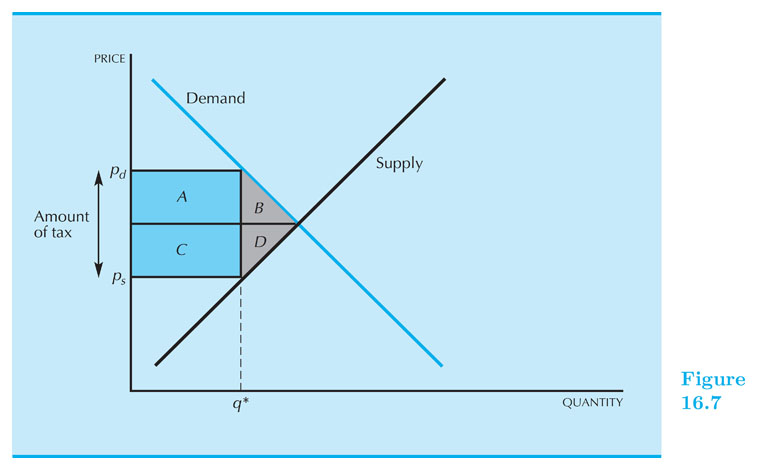 PRICE
Demand
Supply
p_d
A
B
Amount
of tax
C
D
p_s
q*
QUANTITY
Figure
16.7